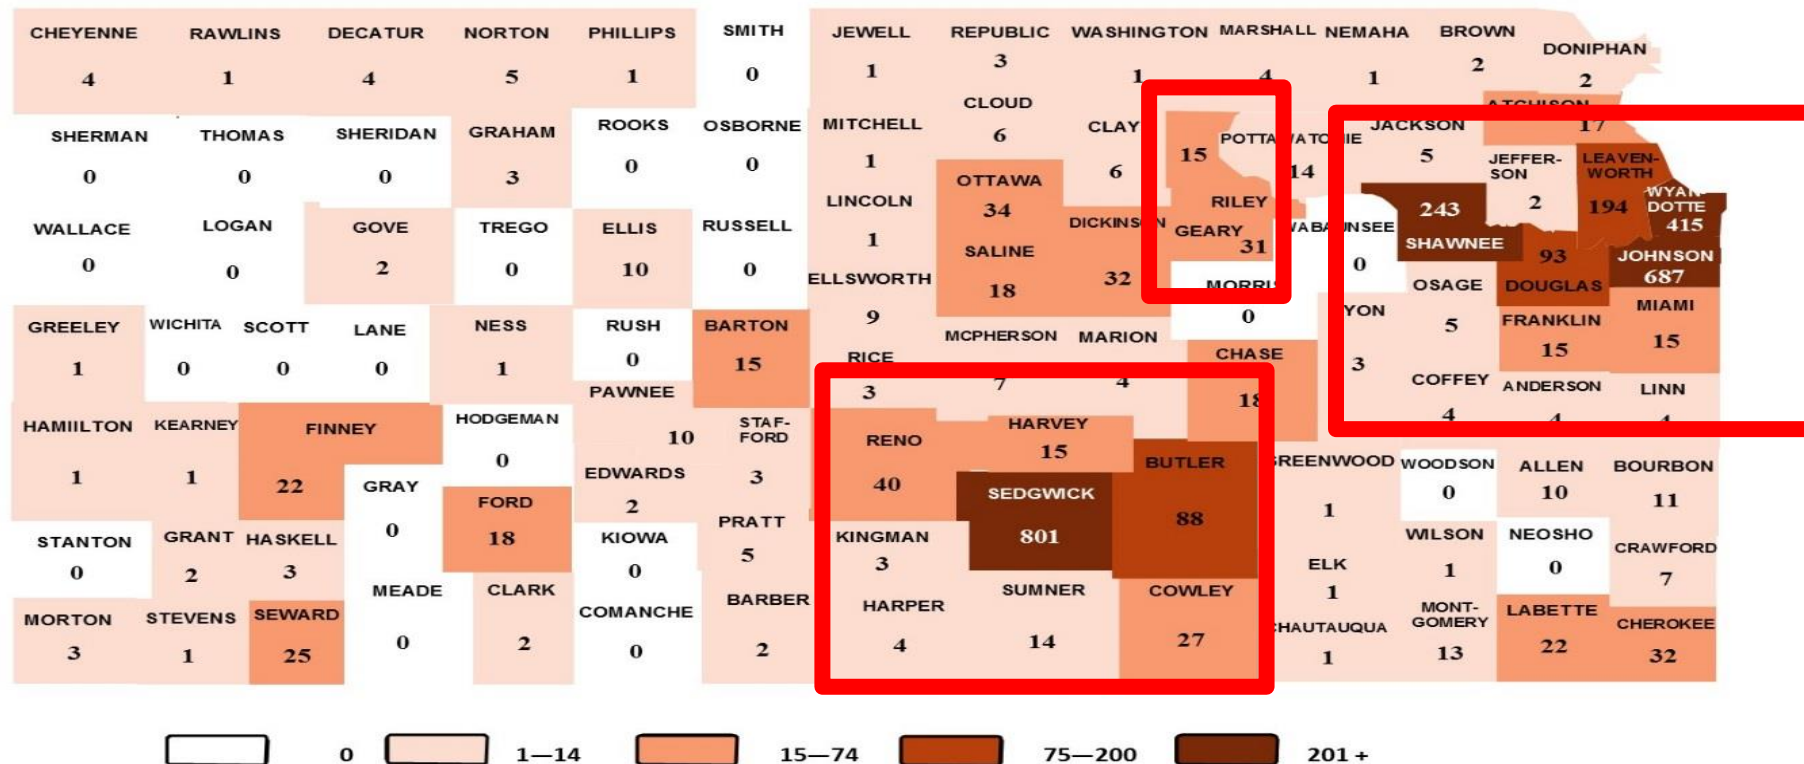 CHEYENNE RAWLINS DECATUR NORTON PHILLIPS SMITH JEWELL REPUBLIC WASHINGTON MARSHALL NEMAHA BROWN DONIPHAN
4 1 4 5 1 0 1 3 1 4 1 2 2
SHERMAN THOMAS SHERIDAN GRAHAM ROOKS OSBORNE MITCHELL CLOUD CLAY POTTAWATOMIE JACKSON ATCHISON
0 0 0 3 0 0 1 6 6 15 14 5 17
JEFFER-
SON
2
LEAVEN-
WORTH
194
WYAN
DOTTE
415
WALLACE LOGAN GOVE TREGO ELLIS RUSSELL LINCOLN OTTAWA DICKINSON RILEY
0 0 2 0 10 0 1 34 32
GEARY 31
WABAUNSEE
0
243
SHAWNEE
93
DOUGLAS
JOHNSON
687
ELLSWORTH SALINE MORRIS OSAGE
9 18 0 5
GREELEY WICHITA SCOTT LANE NESS RUSH BARTON RICE MCPHERSON MARION CHASE YON FRANKLIN MIAMI
1 0 0 0 1 0 15 3 7 4 18 3 15 15
COFFEY ANDERSON LINN
4 4 4
HAMIILTON KEARNEY FINNEY HODGEMAN PAWNEE
1 1 22 0 10
STAF-
FORD
3
RENO HARVEY BUTLER REENWOOD WOODSON ALLEN BOURBON
40 15 88 1 0 10 11
GRAY FORD EDWARDS SEDGWICK
0 18 2 801
STANTON GRANT HASKELL KIOWA PRATT KINGMAN ELK WILSON NEOSHO CRAWFORD
0 2 3 0 5 3 1 1 0 7
MORTON STEVENS SEWARD MEADE CLARK COMANCHE BARBER HARPER SUMNER COWLEY HAUTAUQUA
3 1 25 0 2 0 2 4 14 27 1
MONT-
GOMERY
13
LABETTE CHEROKEE
22 32
0 1—14 15—74 75—200 201 +